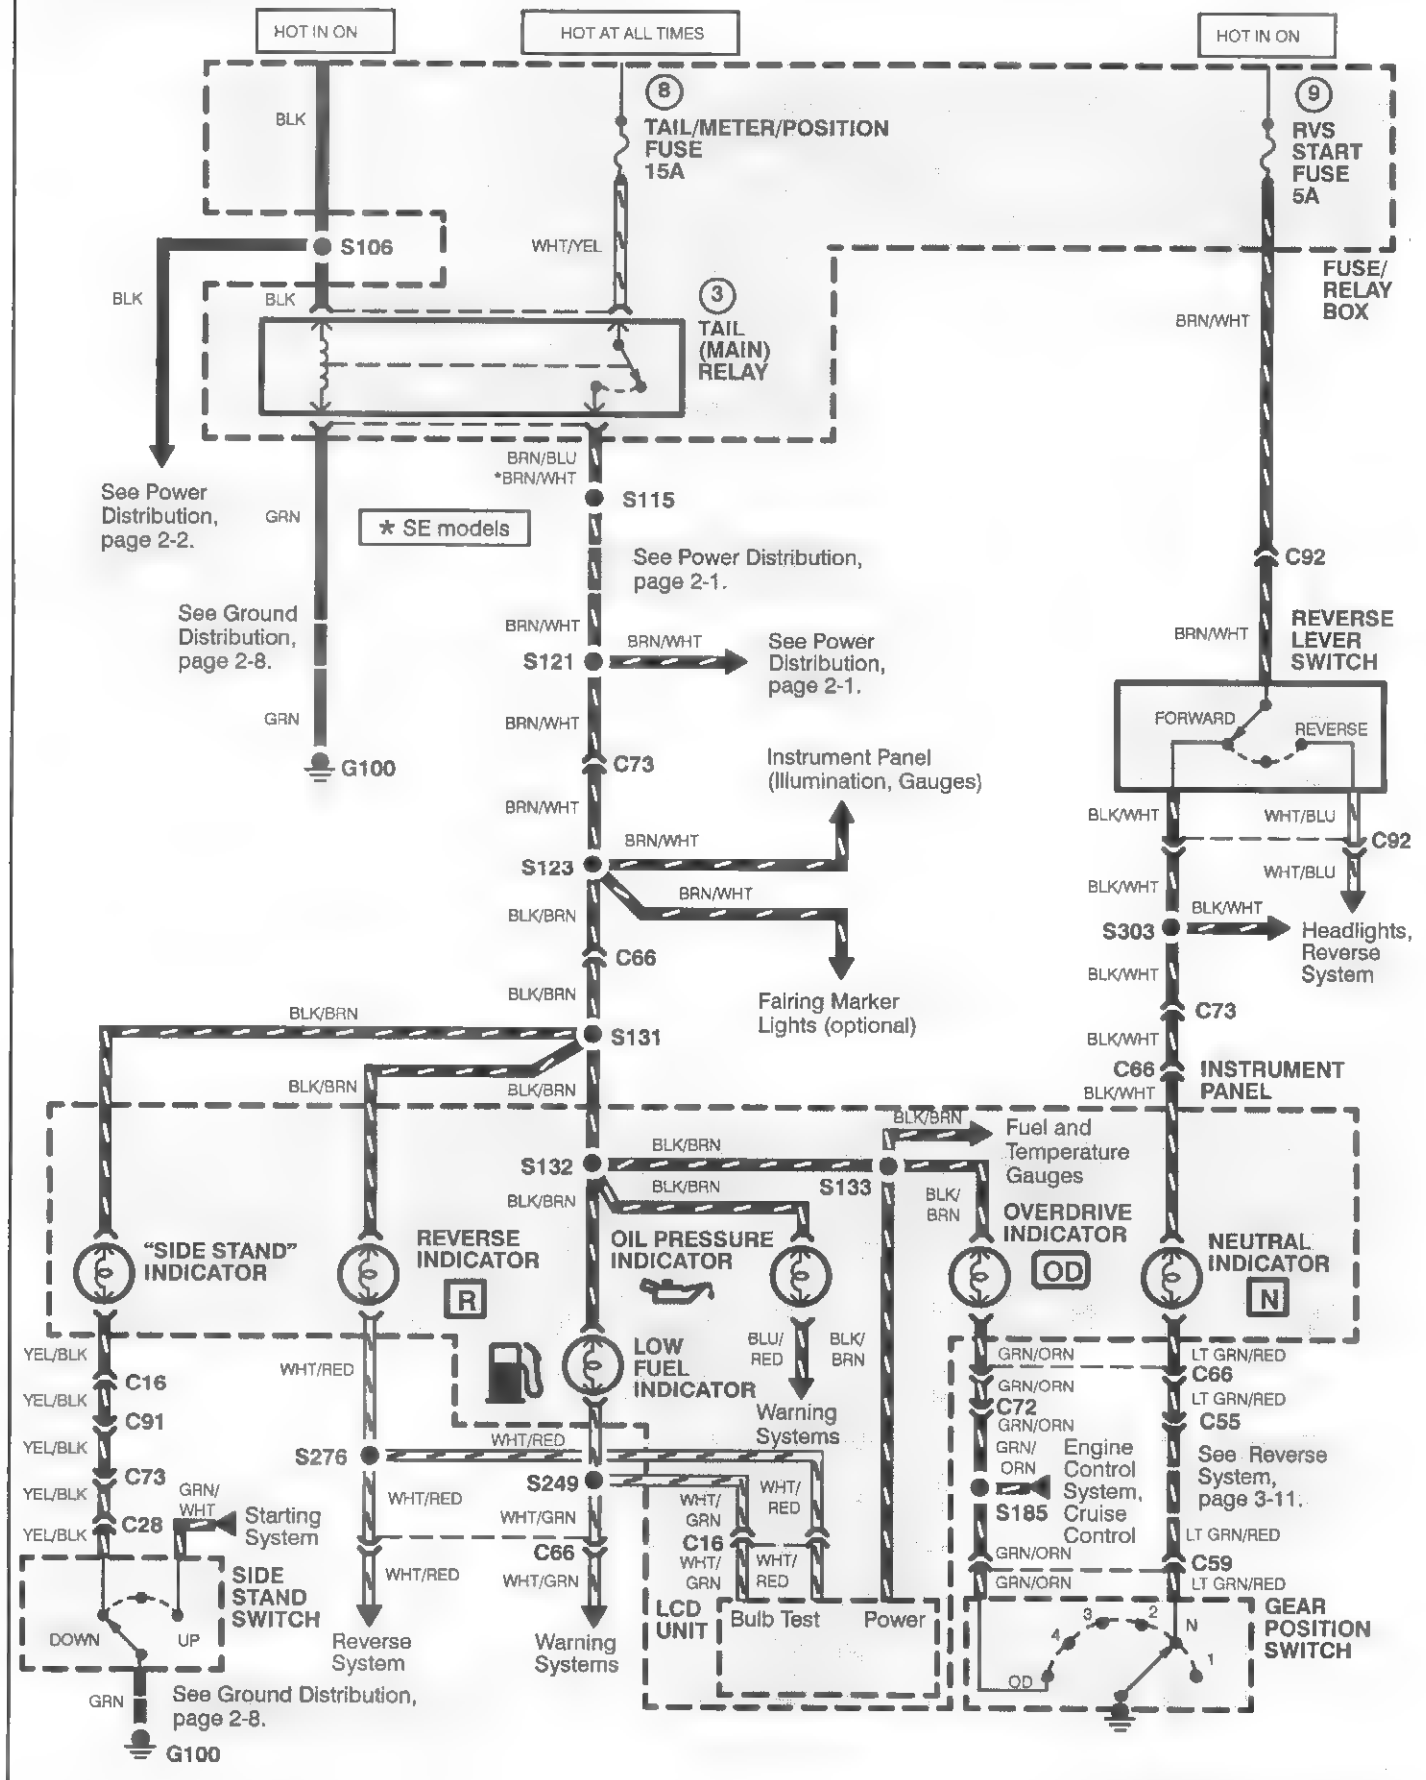 HOT IN ON
HOT AT ALL TIMES
HOT IN ON
BLK
8
TAIL/METER/POSITION
FUSE
15A
9
RVS
START
FUSE
5A
S106
WHT/YEL
BLK
BLK
3
TAIL
(MAIN)
RELAY
FUSE/
RELAY
BOX
BRN/WHT
BRN/BLU
*BRN/WHT
S115
See Power
Distribution,
page 2-2.
GRN
* SE models
See Power Distribution,
page 2-1.
C92
See Ground
Distribution,
page 2-8.
BRN/WHT
S121
BRN/WHT
See Power
Distribution,
page 2-1.
BRN/WHT
REVERSE
LEVER
SWITCH
GRN
BRN/WHT
FORWARD
REVERSE
G100
C73
Instrument Panel
(Illumination, Gauges)
BRN/WHT
BLK/WHT
WHT/BLU
C92
BRN/WHT
S123
BRN/WHT
BLK/WHT
WHT/BLU
BLK/BRN
S303
BLK/WHT
Headlights,
Reverse
System
C66
BLK/WHT
BLK/BRN
Fairing Marker
Lights (optional)
C73
BLK/BRN
S131
BLK/WHT
C66
INSTRUMENT
PANEL
BLK/BRN
BLK/BRN
BLK/WHT
BLK/BRN
Fuel and
Temperature
Gauges
S132
BLK/BRN
BLK/BRN
BLK/BRN
S133
BLK/
BRN
"SIDE STAND"
INDICATOR
REVERSE
INDICATOR
R
OIL PRESSURE
INDICATOR
OVERDRIVE
INDICATOR
OD
NEUTRAL
INDICATOR
N
YEL/BLK
WHT/RED
LOW
FUEL
INDICATOR
BLU/
RED
BLK/
BRN
GRN/ORN
LT GRN/RED
C16
YEL/BLK
C66
GRN/ORN
LT GRN/RED
C72
C91
Warning
Systems
GRN/ORN
C55
YEL/BLK
S276
WHT/RED
GRN/
ORN
Engine
Control
System,
Cruise
Control
See Reverse
System,
page 3-11.
C73
YEL/BLK
GRN/
WHT
Starting
System
S249
WHT/RED
WHT/GRN
WHT/
GRN
WHT/
RED
S185
C28
YEL/BLK
C66
C16
LT GRN/RED
GRN/ORN
C59
SIDE
STAND
SWITCH
WHT/RED
WHT/GRN
WHT/
GRN
WHT/
RED
GRN/ORN
LT GRN/RED
LCD
UNIT
Bulb Test
Power
GEAR
POSITION
SWITCH
DOWN
UP
Reverse
System
Warning
Systems
4
3
2
N
1
OD
GRN
See Ground Distribution,
page 2-8.
G100